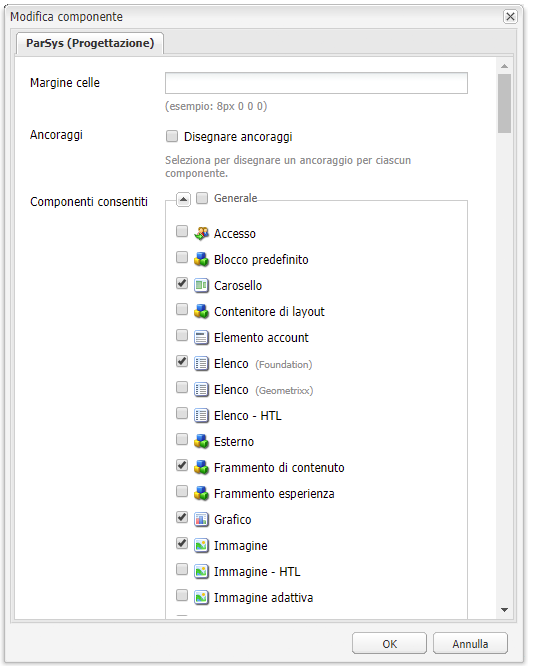 Modifica componente
ParSys (Progettazione)
Margine celle
(esempio: 8px 0 0 0)
Ancoraggi
Disegnare ancoraggi
Seleziona per disegnare un ancoraggio per ciascun
componente.
Componenti consentiti
Generale
Accesso
Blocco predefinito
Carosello
Contenitore di layout
Elemento account
Elenco (Foundation)
Elenco (Geometrixx)
Elenco - HTL
Esterno
Frammento di contenuto
Frammento esperienza
Grafico
Immagine
Immagine - HTL
Immagine adattiva
OK
Annulla